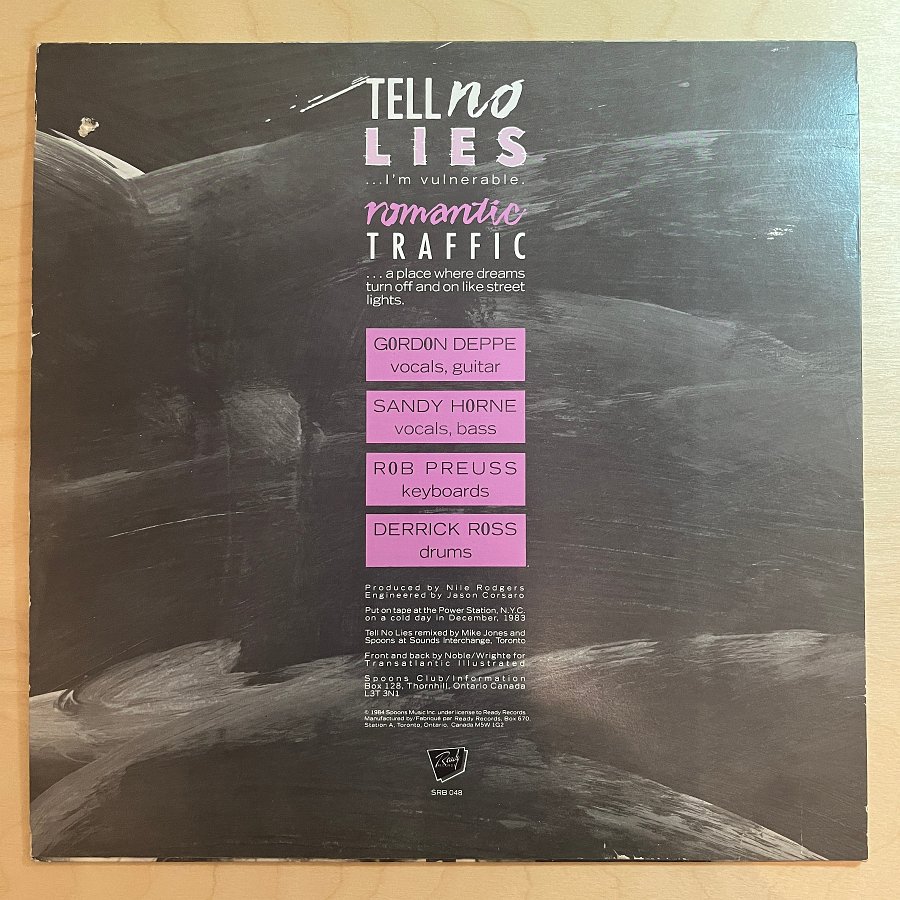 TELL no
LIES
...I'm vulnerable.
romantic
TRAFFIC
...a place where dreams
turn off and on like street
lights.
GORDON DEPPE
vocals, guitar
SANDY HORNE
vocals, bass
ROB PREUSS
keyboards
DERRICK ROSS
drums
Produced by Nile Rodgers
Engineered by Jason Corsaro
Put on tape at the Power Station, N.Y.C.
on a cold day in December, 1983
Tell No Lies remixed by Mike Jones and
Spoons at Sounds Interchange, Toronto
Front and back by Noble/Wrighte for
Transatlantic Illustrated
Spoons Club/Information
Box 128, Thornhill, Ontario Canada
L3T 3N1
© 1984 Spoons Music Inc. under license to Ready Records
Manufactured by/Fabriqué par Ready Records, Box 670,
Station A, Toronto, Ontario, Canada M5W 1G2
Ready
SRB 048